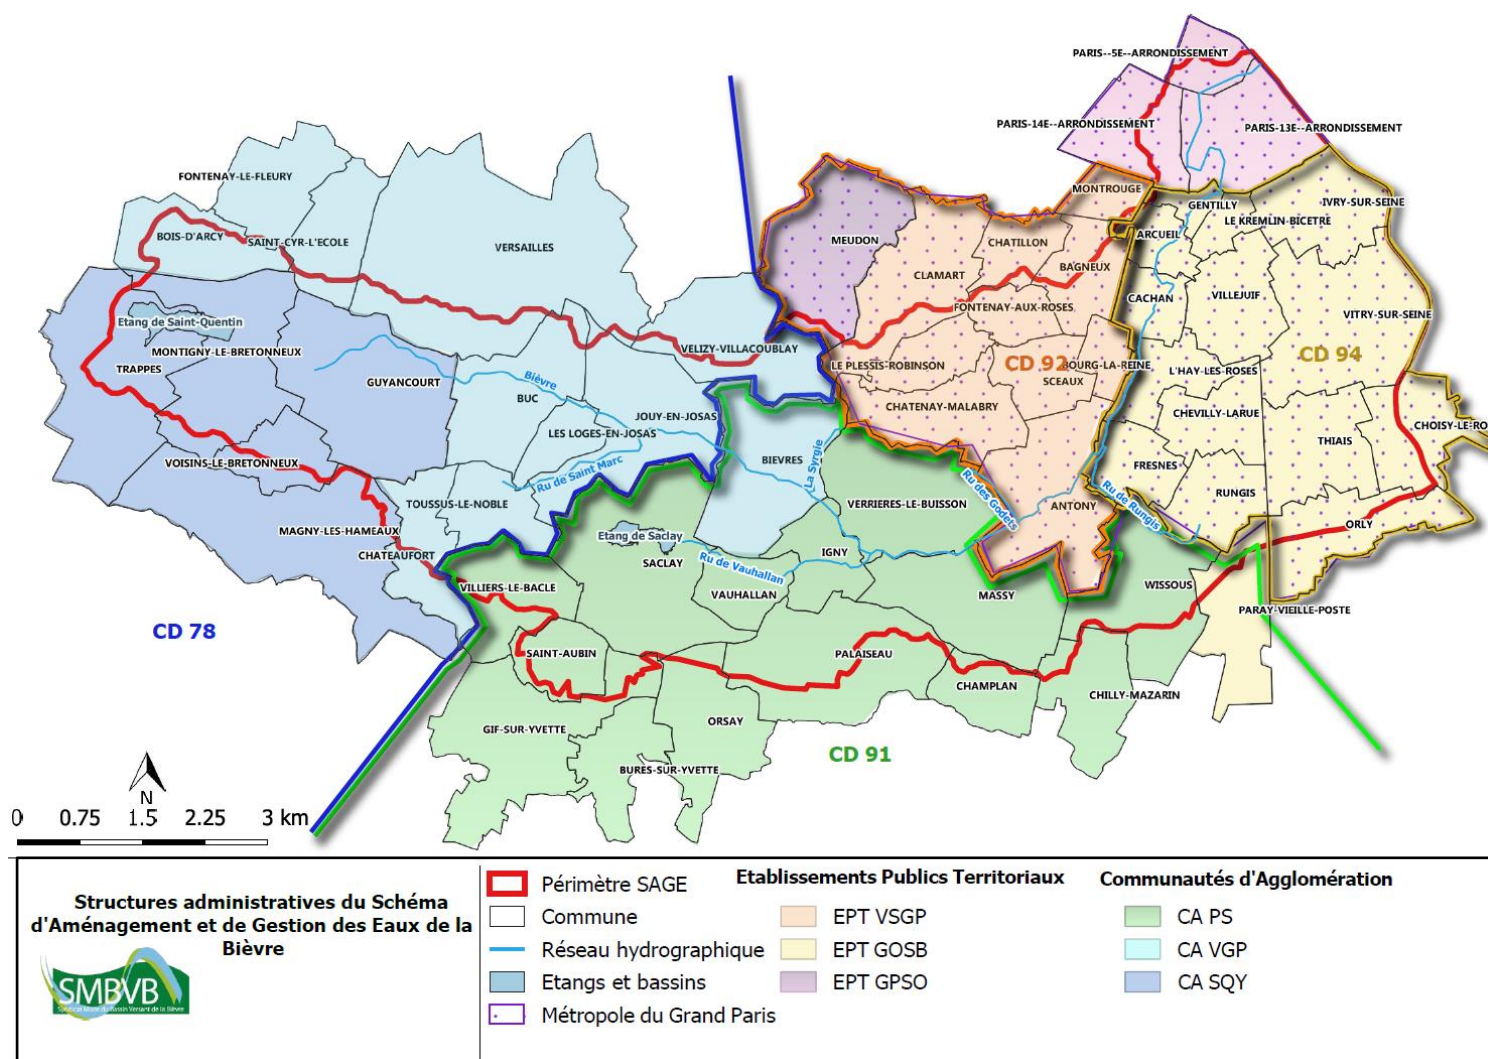 PARIS--5E--ARRONDISSEMENT
PARIS-14E--ARRONDISSEMENT
PARIS-13E--ARRONDISSEMENT
FONTENAY-LE-FLEURY
MONTROUGE
GENTILLY
IVRY-SUR-SEINE
LE KREMLIN-BICETRE
BOIS-D'ARCY
SAINT-CYR-L'ECOLE
VERSAILLES
MEUDON
CHATILLON
ARCUEIL
CLAMART
BAGNEUX
CACHAN
VILLEJUIF
FONTENAY-AUX-ROSES
VITRY-SUR-SEINE
Etang de Saint-Quentin
MONTIGNY-LE-BRETONNEUX
TRAPPES
VELIZY-VILLACOUBLAY
LE PLESSIS-ROBINSON
CD 92
BOURG-LA-REINE
SCEAUX
CD 94
L'HAY-LES-ROSES
GUYANCOURT
Bièvre
BUC
CHATENAY-MALABRY
CHEVILLY-LARUE
JOUY-EN-JOSAS
LES LOGES-EN-JOSAS
CHOISY-LE-RO
THIAIS
VOISINS-LE-BRETONNEUX
Ru de Saint Marc
BIEVRES
La Syrgie
FRESNES
RUNGIS
Ru des Godets
Ru de Rungis
TOUSSUS-LE-NOBLE
VERRIERES-LE-BUISSON
ANTONY
ORLY
MAGNY-LES-HAMEAUX
CHATEAUFORT
Etang de Saclay
SACLAY
IGNY
Ru de Vauhallan
VILLIERS-LE-BACLE
VAUHALLAN
MASSY
WISSOUS
PARAY-VIEILLE-POSTE
CD 78
SAINT-AUBIN
PALAISEAU
CHAMPLAN
CHILLY-MAZARIN
GIF-SUR-YVETTE
ORSAY
CD 91
BURES-SUR-YVETTE
N
0 0.75 1.5 2.25 3 km
Structures administratives du Schéma
d'Aménagement et de Gestion des Eaux de la
Bièvre
SMBVB
Syndicat Mixte du Bassin Versant de la Bièvre
Périmètre SAGE
Commune
Réseau hydrographique
Etangs et bassins
Métropole du Grand Paris
Etablissements Publics Territoriaux
EPT VSGP
EPT GOSB
EPT GPSO
Communautés d'Agglomération
CA PS
CA VGP
CA SQY